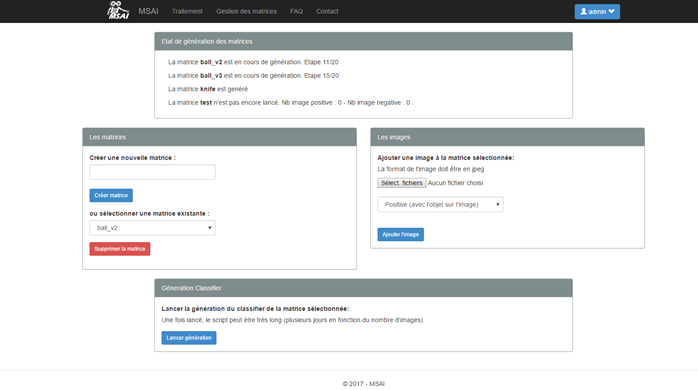 MSAI
MSAI Traitement Gestion des matrices FAQ Contact admin
Etat de génération des matrices
La matrice ball_v2 est en cours de génération. Etape 11/20
La matrice ball_v3 est en cours de génération. Etape 15/20
La matrice knife est généré
La matrice test n'est pas encore lancé. Nb image positive : 0 - Nb image negative : 0 .
Les matrices
Créer une nouvelle matrice :
Créer matrice
ou sélectionner une matrice existante :
ball_v2
Supprimer la matrice
Les images
Ajouter une image à la matrice sélectionnée:
La format de l'image doit être en jpeg
Sélect. fichiers Aucun fichier choisi
Positive (avec l'objet sur l'image)
Ajouter l'image
Géneration Classifier
Lancer la génération du classifier de la matrice sélectionnée:
Une fois lancé, le script peut être très long (plusieurs jours en fonction du nombre d'images)
Lancer génération
© 2017 - MSAI